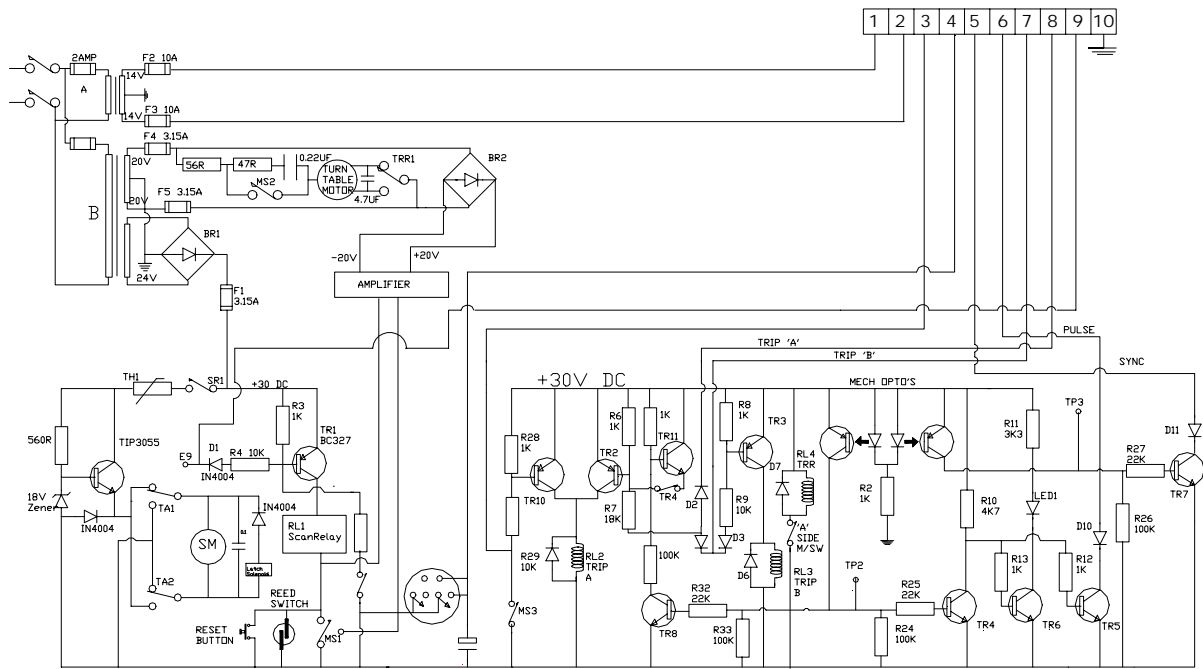 1 2 3 4 5 6 7 8 9 10
2AMP
F2 10A
14V
A
14V
F3 10A
F4 3.15A
20V
56R
47R
0.22UF
MS2
TURN
TABLE
MOTOR
TRR1
4.7UF
BR2
F5 3.15A
20V
B
BR1
24V
F1
3.15A
-20V
+20V
AMPLIFIER
PULSE
TRIP 'A'
TRIP 'B'
SYNC
TH1
SR1
+30 DC
+30V DC
MECH OPTO'S
560R
TIP3055
R3
1K
TR1
BC327
E9
D1
IN4004
R4 10K
18V
Zener
IN4004
TA1
TA2
SM
0.1
IN4004
Latch
Solenoid
RL1
ScanRelay
REED
SWITCH
RESET
BUTTON
MS1
R28
1K
TR10
R29
10K
MS3
RL2
TRIP
A
TR2
R6
1K
1K
TR11
TR4
R7
18K
100K
D2
D3
R8
1K
TR3
R9
10K
D6
RL3
TRIP
B
D7
RL4
TRR
'A'
SIDE
M/SW
R2
1K
TR8
R32
22K
R33
100K
TP2
R24
100K
R25
22K
TR4
R10
4K7
R11
3K3
LED1
R13
1K
TR6
R12
1K
TR5
D10
TP3
R26
100K
R27
22K
D11
TR7